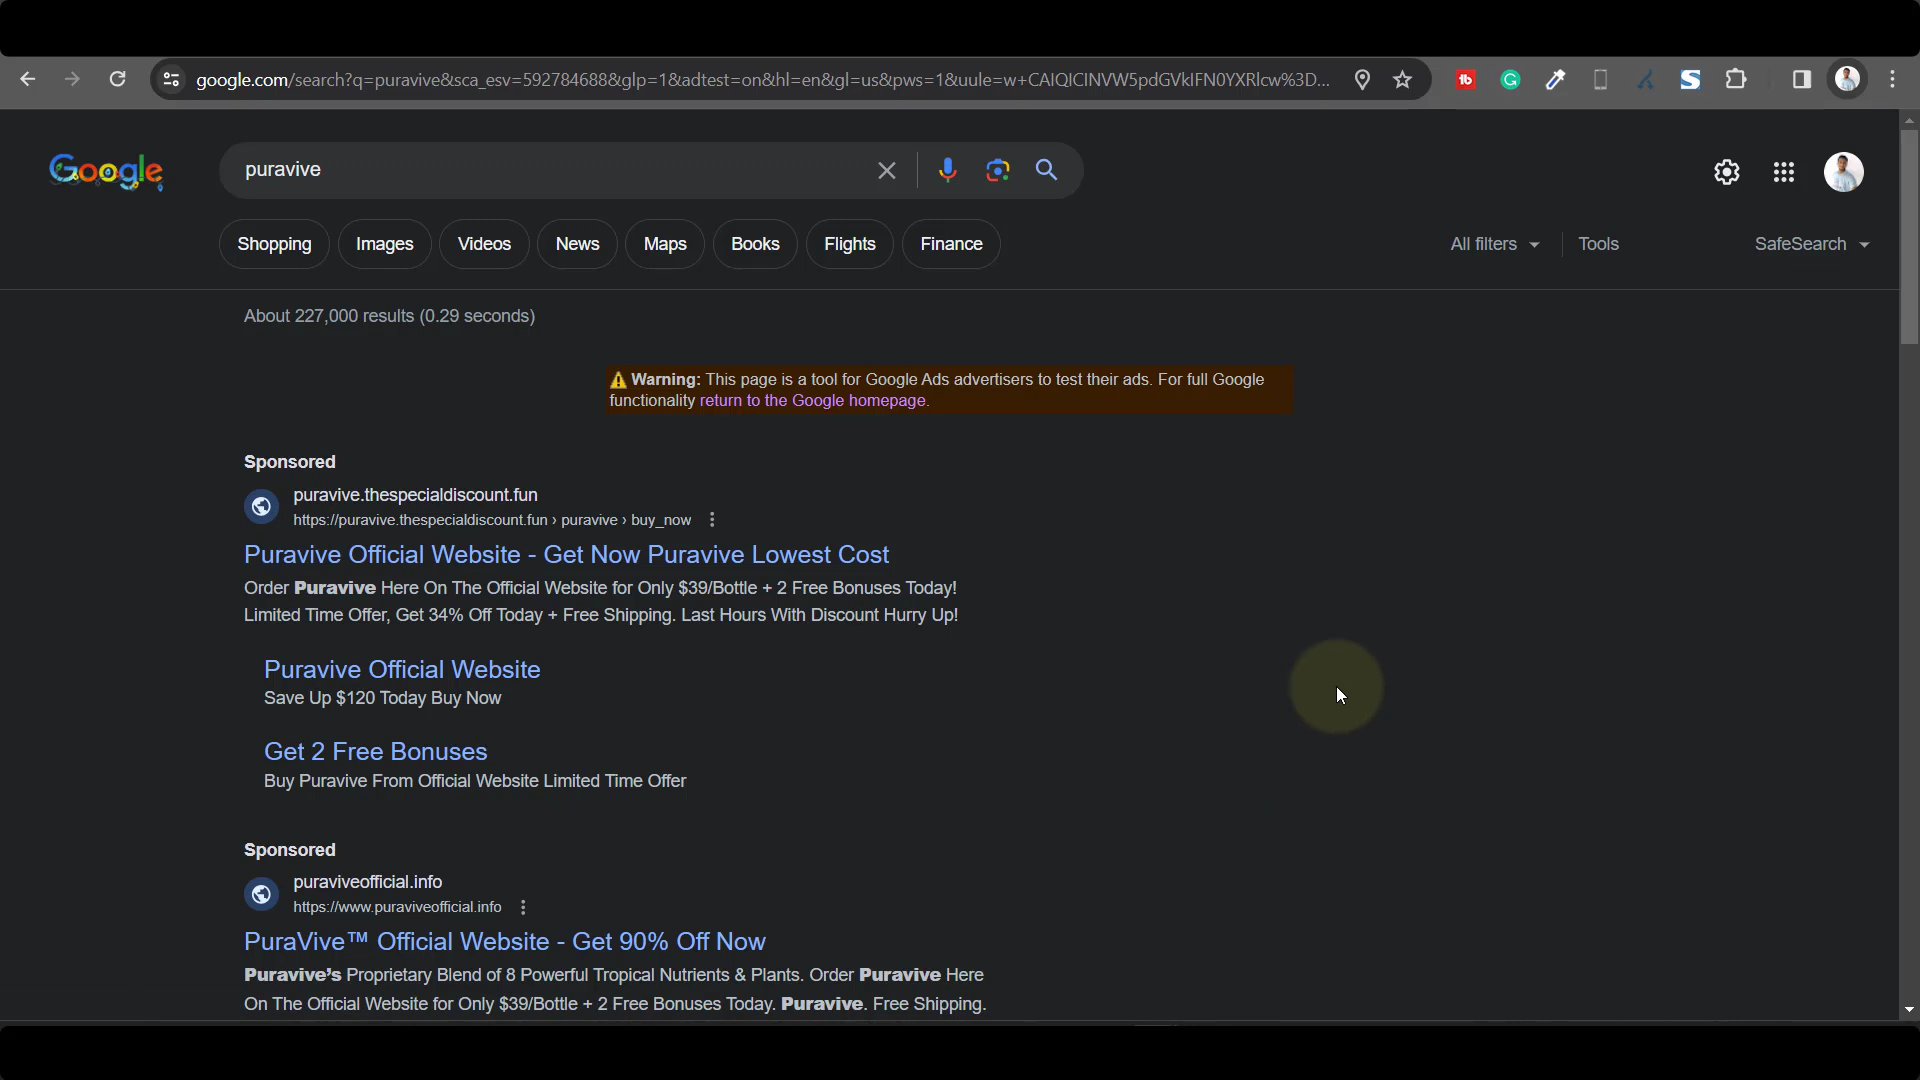 google.com/search?q=puravive&sca_esv=592784688&glp=1&adtest=on&hl=en&gl=us&pws=1&uule=w+CAIQICINVW5pdGVkIFN0YXRlcw%3D...
Google
puravive
Shopping
Images
Videos
News
Maps
Books
Flights
Finance
All filters
Tools
SafeSearch
About 227,000 results (0.29 seconds)
Warning: This page is a tool for Google Ads advertisers to test their ads. For full Google
functionality return to the Google homepage.
Sponsored
puravive.thespecialdiscount.fun
https://puravive.thespecialdiscount.fun › puravive › buy_now
Puravive Official Website - Get Now Puravive Lowest Cost
Order Puravive Here On The Official Website for Only $39/Bottle + 2 Free Bonuses Today!
Limited Time Offer, Get 34% Off Today + Free Shipping. Last Hours With Discount Hurry Up!
Puravive Official Website
Save Up $120 Today Buy Now
Get 2 Free Bonuses
Buy Puravive From Official Website Limited Time Offer
Sponsored
puraviveofficial.info
https://www.puraviveofficial.info
PuraVive™ Official Website - Get 90% Off Now
Puravive's Proprietary Blend of 8 Powerful Tropical Nutrients & Plants. Order Puravive Here
On The Official Website for Only $39/Bottle + 2 Free Bonuses Today. Puravive. Free Shipping.